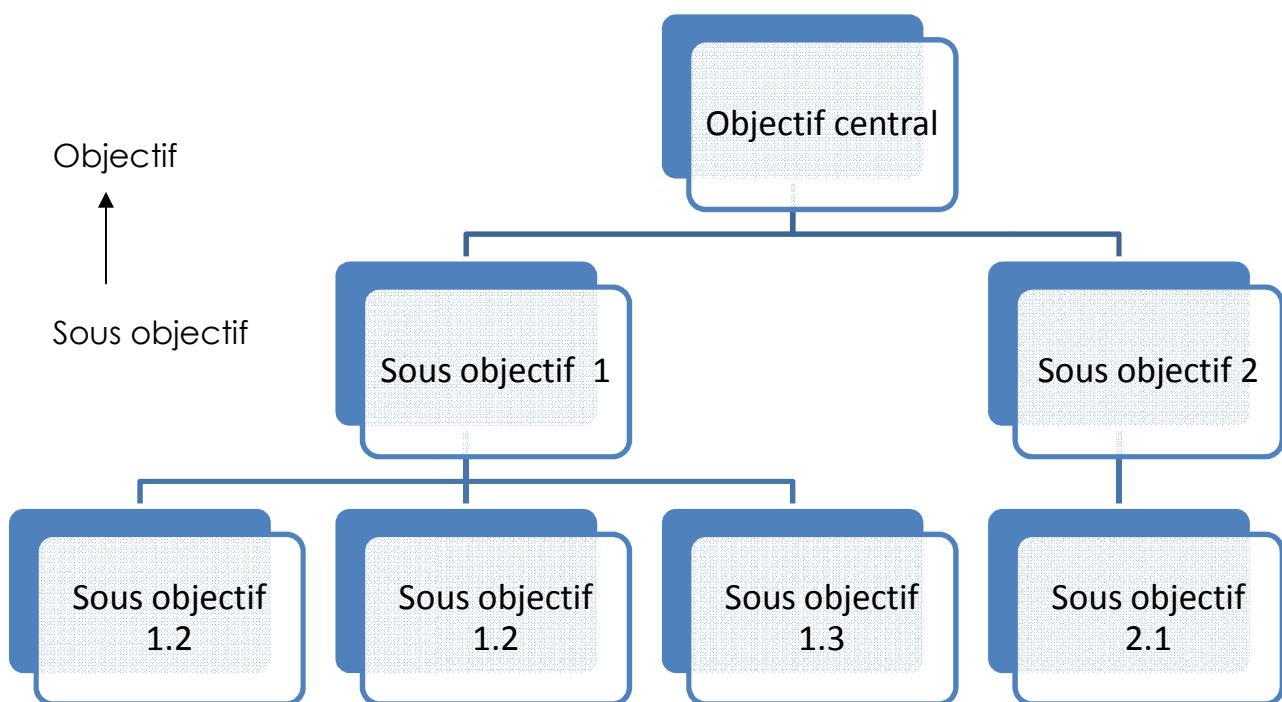 Objectif central
Objectif
Sous objectif
Sous objectif 1
Sous objectif 2
Sous objectif
1.2
Sous objectif
1.2
Sous objectif
1.3
Sous objectif
2.1